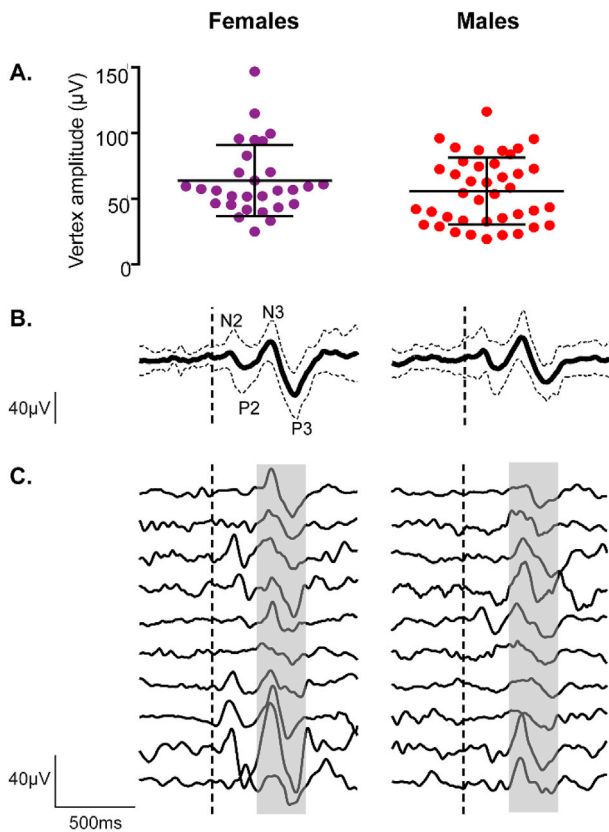 Females Males
A.
Vertex amplitude (µV)
150
100
50
0
B.
N2 N3
P2
P3
40µV
C.
40µV
500ms